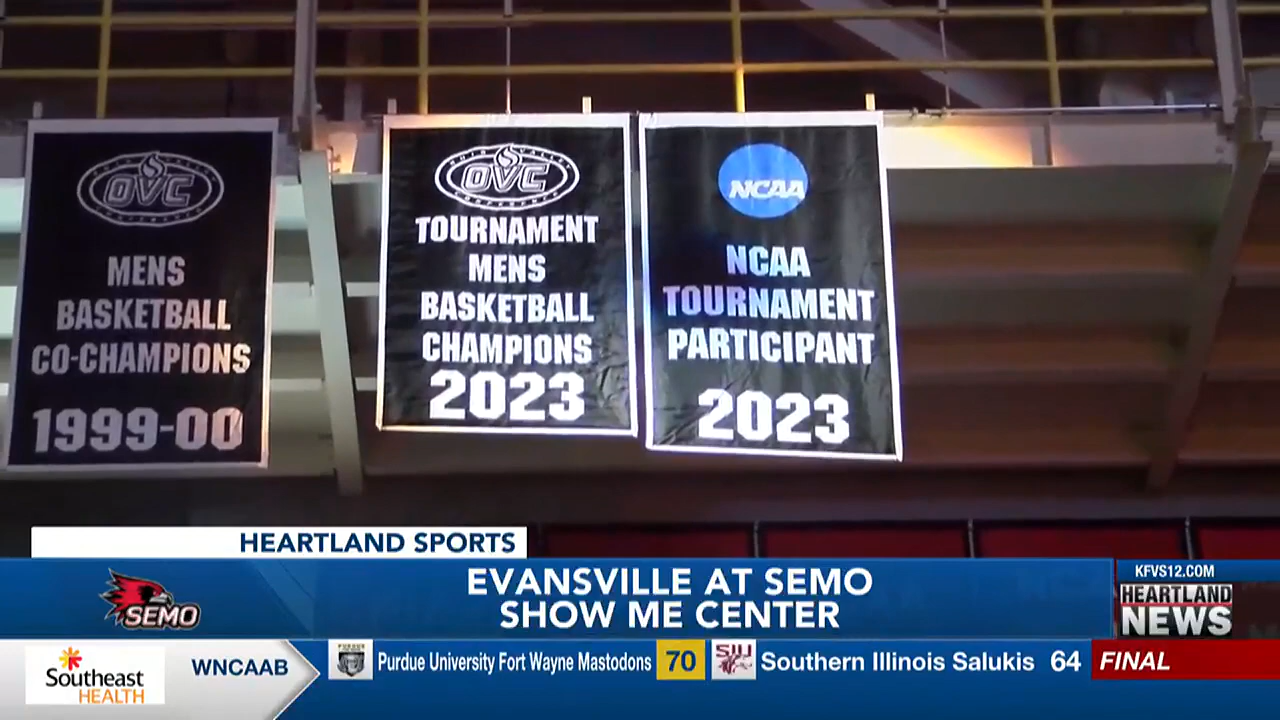 OVC
MENS
BASKETBALL
CO-CHAMPIONS
1999-00
OVC
TOURNAMENT
MENS
BASKETBALL
CHAMPIONS
2023
NCAA
NCAA
TOURNAMENT
PARTICIPANT
2023
HEARTLAND SPORTS
SEMO
EVANSVILLE AT SEMO
SHOW ME CENTER
KFVS12.COM
HEARTLAND
NEWS
Southeast
HEALTH
WNCAAB
PURDUE
Purdue University Fort Wayne Mastodons 70
SIU
Southern Illinois Salukis 64
FINAL